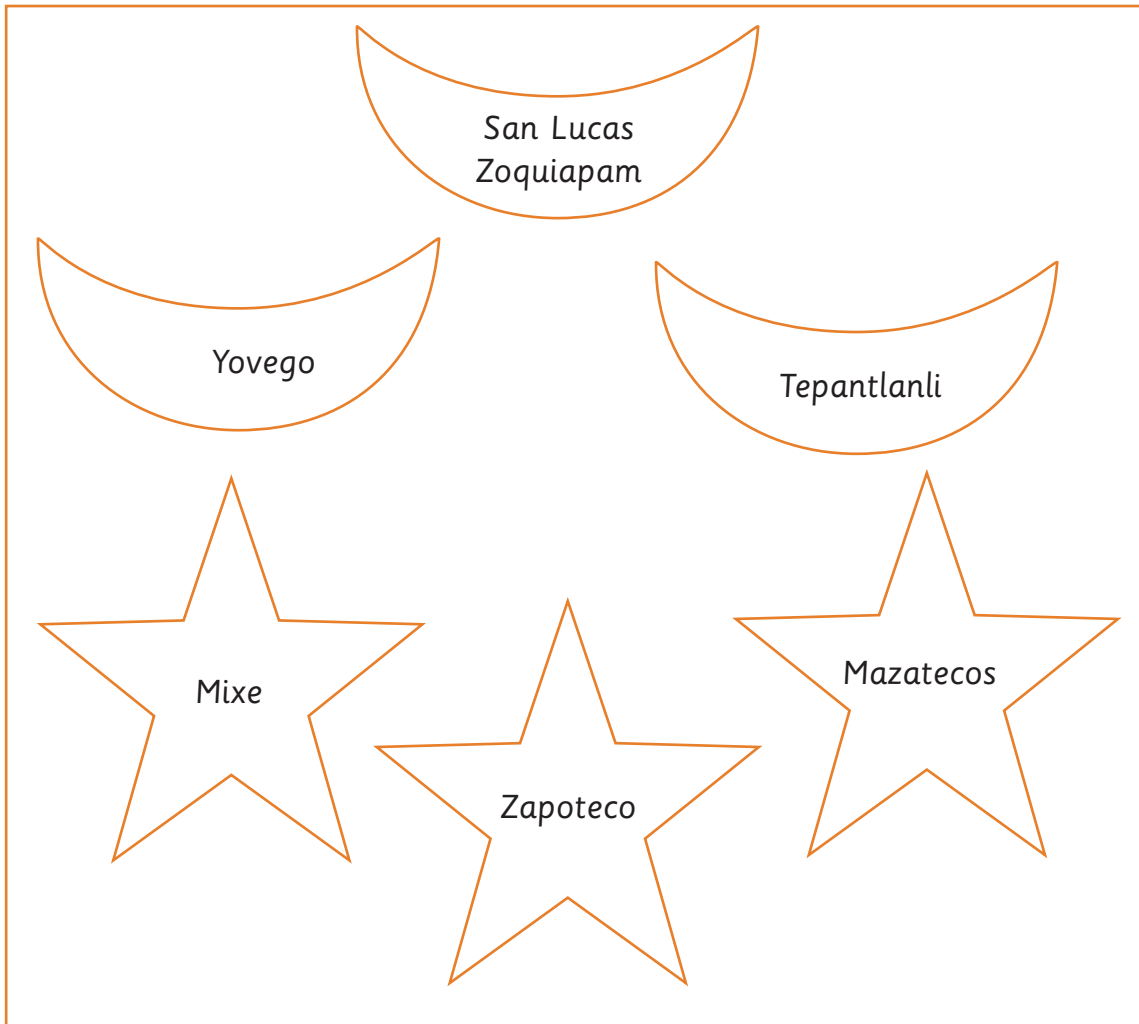 San Lucas
Zoquiapam
Yovego
Tepantlanli
Mixe
Mazatecos
Zapoteco